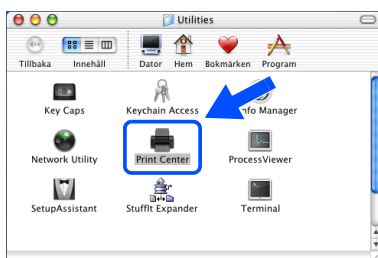 Utilities
Tillbaka Innehåll Dator Hem Bokmärken Program
Key Caps Keychain Access Info Manager
Network Utility Print Center ProcessViewer
SetupAssistant StuffIt Expander Terminal